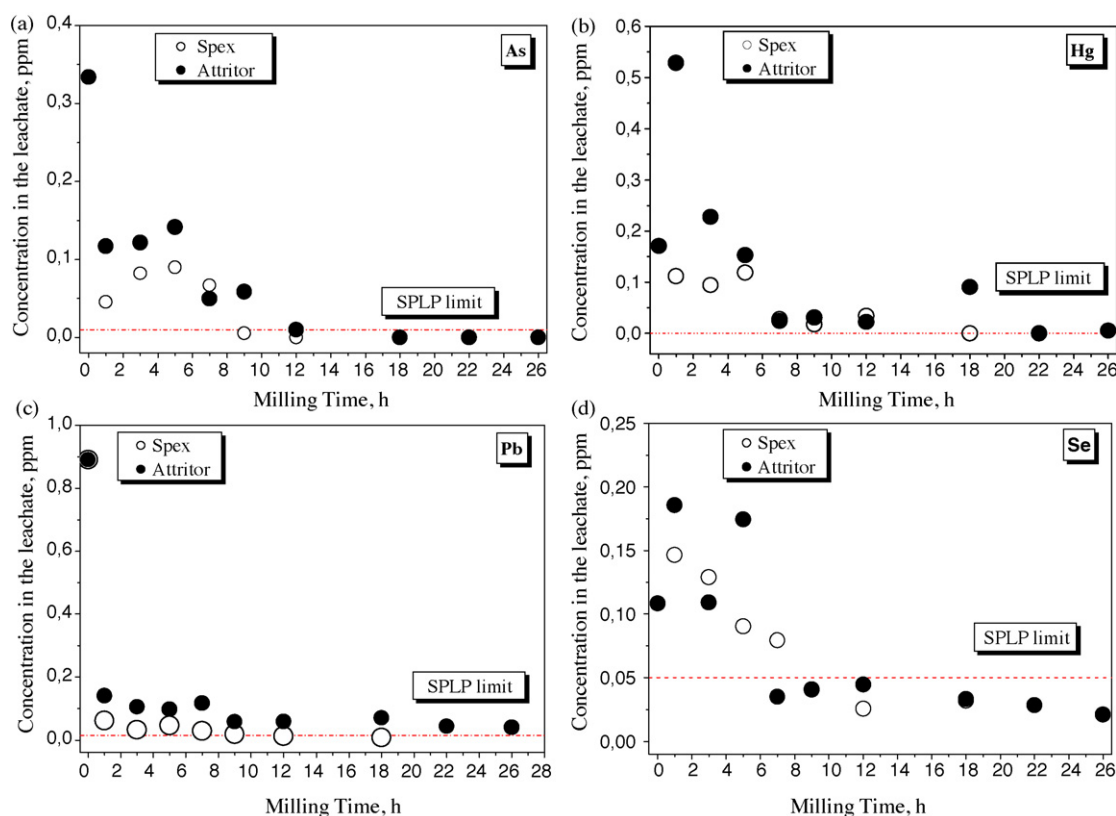 (a)
0,4
0,3
0,2
0,1
0,0
Concentration in the leachate, ppm
Spex
Attritor
As
SPLP limit
0 2 4 6 8 10 12 14 16 18 20 22 24 26
Milling Time, h
(b)
0,6
0,5
0,4
0,3
0,2
0,1
0,0
Concentration in the leachate, ppm
Spex
Attritor
Hg
SPLP limit
0 2 4 6 8 10 12 14 16 18 20 22 24 26
Milling Time, h
(c)
1,0
0,8
0,6
0,4
0,2
0,0
Concentration in the leachate, ppm
Spex
Attritor
Pb
SPLP limit
0 2 4 6 8 10 12 14 16 18 20 22 24 26 28
Milling Time, h
(d)
0,25
0,20
0,15
0,10
0,05
0,00
Concentration in the leachate, ppm
Spex
Attritor
Se
SPLP limit
0 2 4 6 8 10 12 14 16 18 20 22 24 26
Milling Time, h